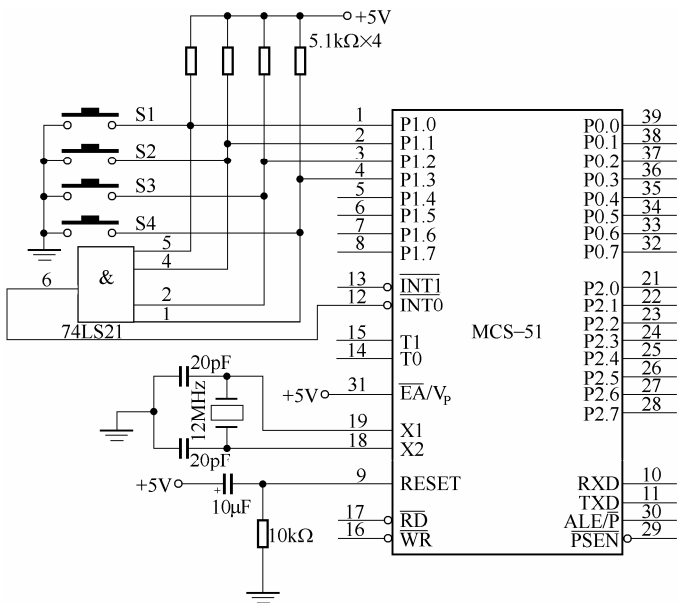 +5V
5.1kΩ×4
S1
S2
S3
S4
5
4
2
1
6
&
74LS21
20pF
12MHz
20pF
+5V
+5V
10μF
10kΩ
1
2
3
4
5
6
7
8
13
12
15
14
31
19
18
9
17
16
P1.0
P1.1
P1.2
P1.3
P1.4
P1.5
P1.6
P1.7
INT1
INT0
T1
T0
EA/Vp
X1
X2
RESET
RD
WR
MCS–51
P0.0
P0.1
P0.2
P0.3
P0.4
P0.5
P0.6
P0.7
P2.0
P2.1
P2.2
P2.3
P2.4
P2.5
P2.6
P2.7
RXD
TXD
ALE/P
PSEN
39
38
37
36
35
34
33
32
21
22
23
24
25
26
27
28
10
11
30
29